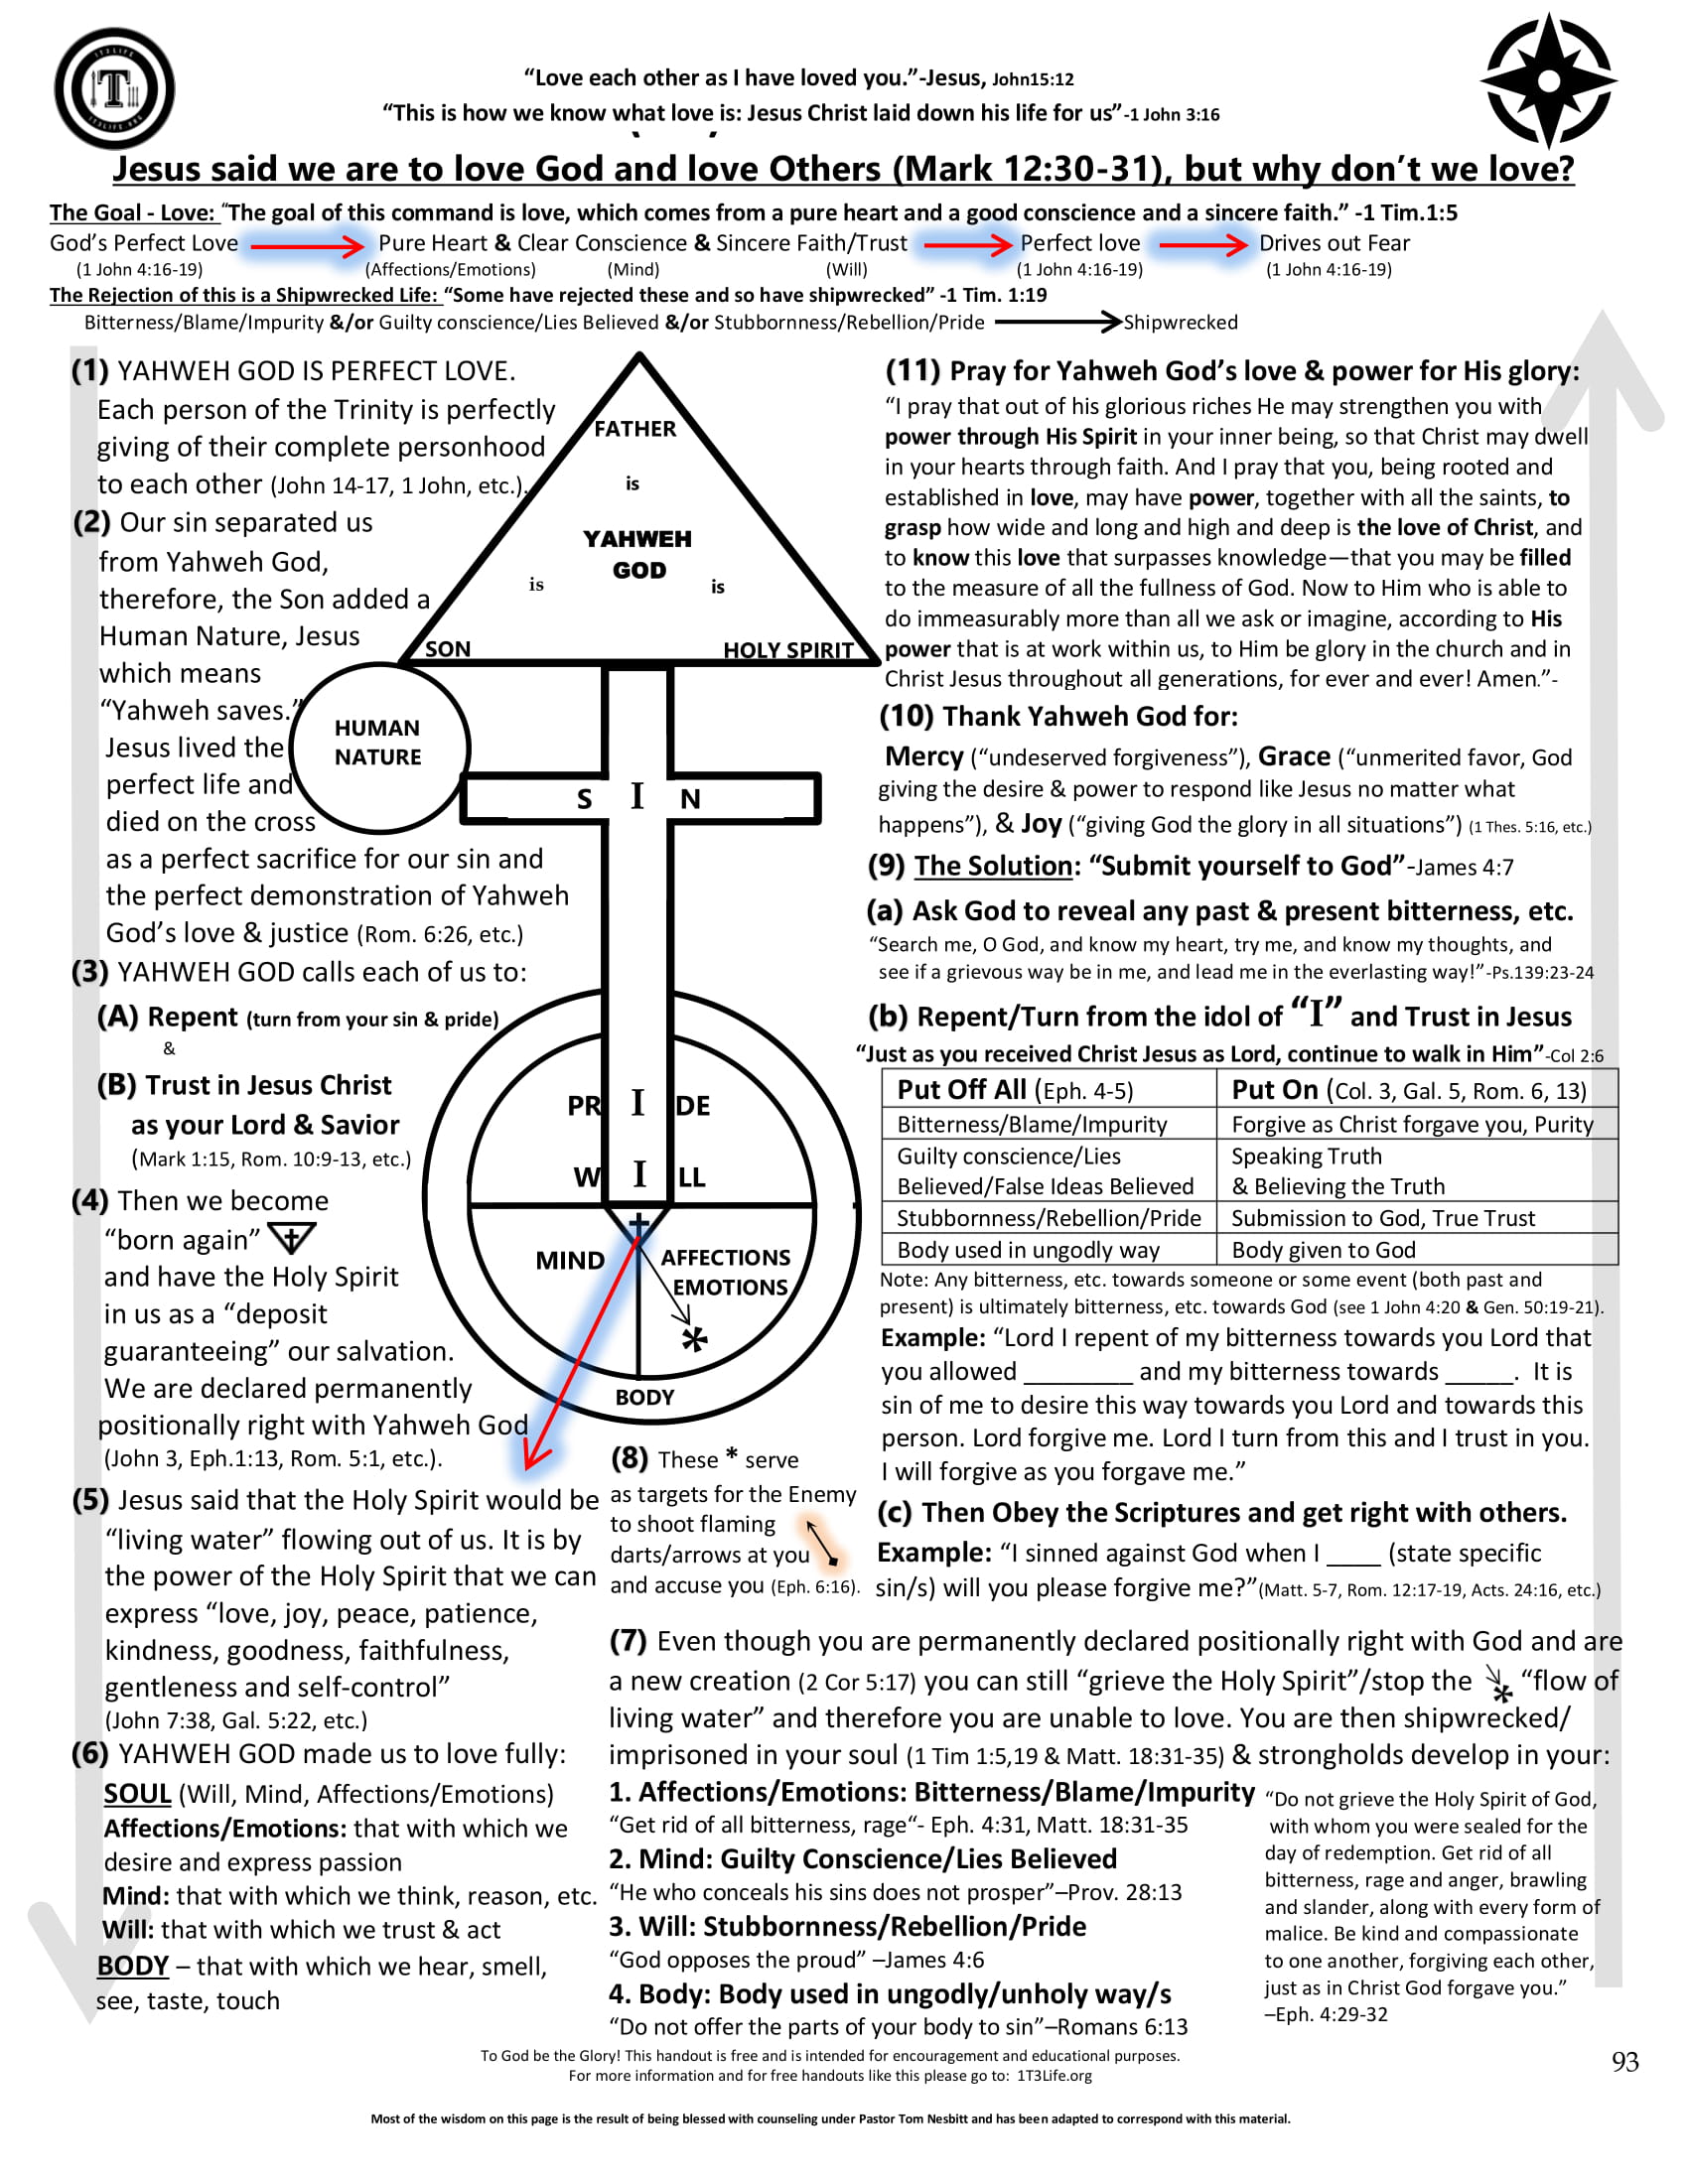 1T3LIFE
T
1T3LIFE.ORG
“Love each other as I have loved you.”-Jesus, John15:12
“This is how we know what love is: Jesus Christ laid down his life for us”-1 John 3:16
Jesus said we are to love God and love Others (Mark 12:30-31), but why don’t we love?
The Goal - Love: “The goal of this command is love, which comes from a pure heart and a good conscience and a sincere faith.” -1 Tim.1:5
God’s Perfect Love Pure Heart & Clear Conscience & Sincere Faith/Trust Perfect love Drives out Fear
(1 John 4:16-19) (Affections/Emotions) (Mind) (Will) (1 John 4:16-19) (1 John 4:16-19)
The Rejection of this is a Shipwrecked Life: “Some have rejected these and so have shipwrecked” -1 Tim. 1:19
Bitterness/Blame/Impurity &/or Guilty conscience/Lies Believed &/or Stubbornness/Rebellion/Pride Shipwrecked
(1) YAHWEH GOD IS PERFECT LOVE.
Each person of the Trinity is perfectly
giving of their complete personhood
to each other (John 14-17, 1 John, etc.).
(2) Our sin separated us
from Yahweh God,
therefore, the Son added a
Human Nature, Jesus
which means
“Yahweh saves.”
Jesus lived the
perfect life and
died on the cross
as a perfect sacrifice for our sin and
the perfect demonstration of Yahweh
God’s love & justice (Rom. 6:26, etc.)
(3) YAHWEH GOD calls each of us to:
(A) Repent (turn from your sin & pride)
&
(B) Trust in Jesus Christ
as your Lord & Savior
(Mark 1:15, Rom. 10:9-13, etc.)
(4) Then we become
“born again”
and have the Holy Spirit
in us as a “deposit
guaranteeing” our salvation.
We are declared permanently
positionally right with Yahweh God
(John 3, Eph.1:13, Rom. 5:1, etc.).
(5) Jesus said that the Holy Spirit would be
“living water” flowing out of us. It is by
the power of the Holy Spirit that we can
express “love, joy, peace, patience,
kindness, goodness, faithfulness,
gentleness and self-control”
(John 7:38, Gal. 5:22, etc.)
(6) YAHWEH GOD made us to love fully:
SOUL (Will, Mind, Affections/Emotions)
Affections/Emotions: that with which we
desire and express passion
Mind: that with which we think, reason, etc.
Will: that with which we trust & act
BODY – that with which we hear, smell,
see, taste, touch
FATHER
is
YAHWEH
GOD
is is
SON HOLY SPIRIT
HUMAN
NATURE
S I N
PR I DE
W I LL
MIND AFFECTIONS
EMOTIONS
*
BODY
(8) These * serve
as targets for the Enemy
to shoot flaming
darts/arrows at you
and accuse you (Eph. 6:16).
(7) Even though you are permanently declared positionally right with God and are
a new creation (2 Cor 5:17) you can still “grieve the Holy Spirit”/stop the * “flow of
living water” and therefore you are unable to love. You are then shipwrecked/
imprisoned in your soul (1 Tim 1:5,19 & Matt. 18:31-35) & strongholds develop in your:
1. Affections/Emotions: Bitterness/Blame/Impurity
“Get rid of all bitterness, rage“- Eph. 4:31, Matt. 18:31-35
2. Mind: Guilty Conscience/Lies Believed
“He who conceals his sins does not prosper”–Prov. 28:13
3. Will: Stubbornness/Rebellion/Pride
“God opposes the proud” –James 4:6
4. Body: Body used in ungodly/unholy way/s
“Do not offer the parts of your body to sin”–Romans 6:13
“Do not grieve the Holy Spirit of God,
with whom you were sealed for the
day of redemption. Get rid of all
bitterness, rage and anger, brawling
and slander, along with every form of
malice. Be kind and compassionate
to one another, forgiving each other,
just as in Christ God forgave you.”
–Eph. 4:29-32
(11) Pray for Yahweh God’s love & power for His glory:
“I pray that out of his glorious riches He may strengthen you with
power through His Spirit in your inner being, so that Christ may dwell
in your hearts through faith. And I pray that you, being rooted and
established in love, may have power, together with all the saints, to
grasp how wide and long and high and deep is the love of Christ, and
to know this love that surpasses knowledge—that you may be filled
to the measure of all the fullness of God. Now to Him who is able to
do immeasurably more than all we ask or imagine, according to His
power that is at work within us, to Him be glory in the church and in
Christ Jesus throughout all generations, for ever and ever! Amen.”-
(10) Thank Yahweh God for:
Mercy (“undeserved forgiveness”), Grace (“unmerited favor, God
giving the desire & power to respond like Jesus no matter what
happens”), & Joy (“giving God the glory in all situations”) (1 Thes. 5:16, etc.)
(9) The Solution: “Submit yourself to God”-James 4:7
(a) Ask God to reveal any past & present bitterness, etc.
“Search me, O God, and know my heart, try me, and know my thoughts, and
see if a grievous way be in me, and lead me in the everlasting way!”-Ps.139:23-24
(b) Repent/Turn from the idol of “I” and Trust in Jesus
“Just as you received Christ Jesus as Lord, continue to walk in Him”-Col 2:6
Put Off All (Eph. 4-5) Put On (Col. 3, Gal. 5, Rom. 6, 13)
Bitterness/Blame/Impurity Forgive as Christ forgave you, Purity
Guilty conscience/Lies Speaking Truth
Believed/False Ideas Believed & Believing the Truth
Stubbornness/Rebellion/Pride Submission to God, True Trust
Body used in ungodly way Body given to God
Note: Any bitterness, etc. towards someone or some event (both past and
present) is ultimately bitterness, etc. towards God (see 1 John 4:20 & Gen. 50:19-21).
Example: “Lord I repent of my bitterness towards you Lord that
you allowed ________ and my bitterness towards _____. It is
sin of me to desire this way towards you Lord and towards this
person. Lord forgive me. Lord I turn from this and I trust in you.
I will forgive as you forgave me.”
(c) Then Obey the Scriptures and get right with others.
Example: “I sinned against God when I ____ (state specific
sin/s) will you please forgive me?”(Matt. 5-7, Rom. 12:17-19, Acts. 24:16, etc.)
To God be the Glory! This handout is free and is intended for encouragement and educational purposes.
For more information and for free handouts like this please go to: 1T3Life.org
93
Most of the wisdom on this page is the result of being blessed with counseling under Pastor Tom Nesbitt and has been adapted to correspond with this material.